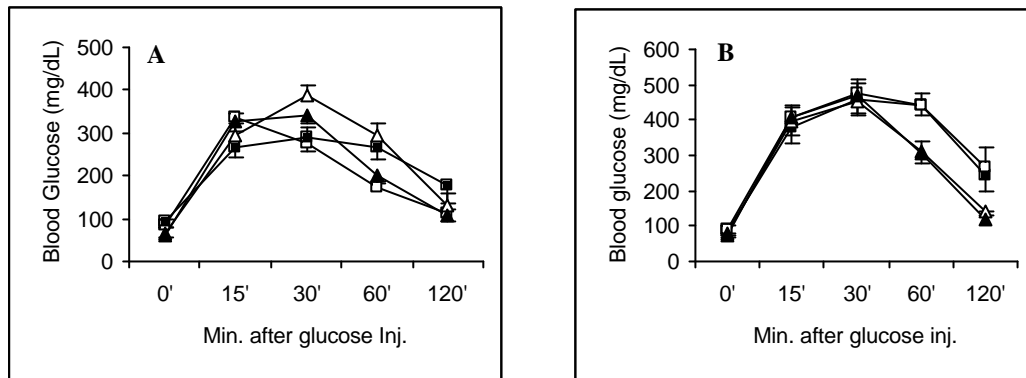 A
Blood Glucose (mg/dL)
500
400
300
200
100
0
0' 15' 30' 60' 120'
Min. after glucose Inj.
B
Blood glucose (mg/dL)
600
500
400
300
200
100
0
0' 15' 30' 60' 120'
Min. after glucose inj.